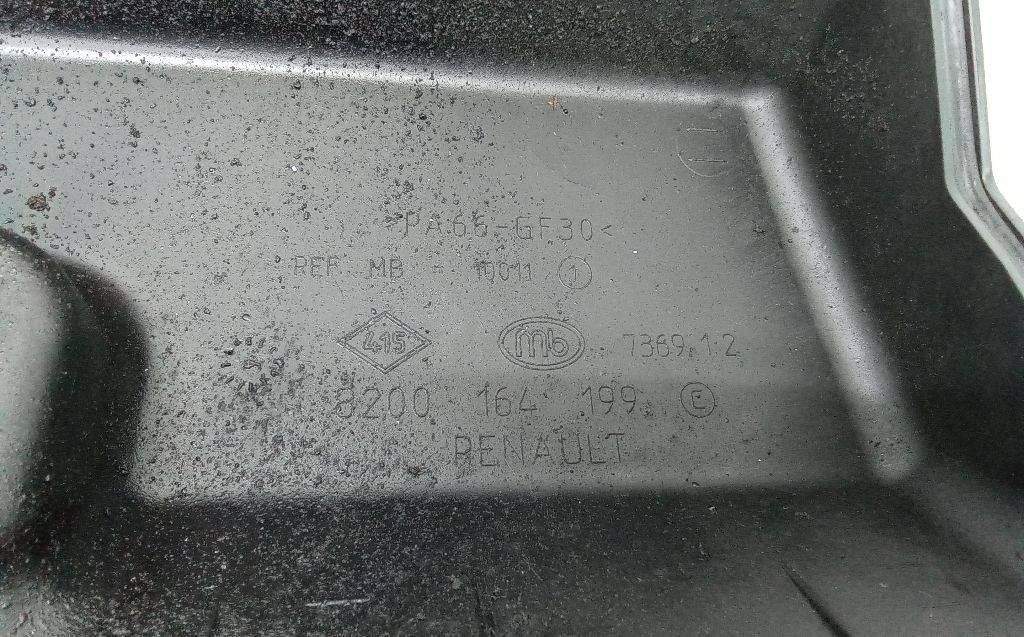 >PA66-GF30<
REF MB - 10011 1
415 mb 7369.1.2
8200 164 199 E
RENAULT